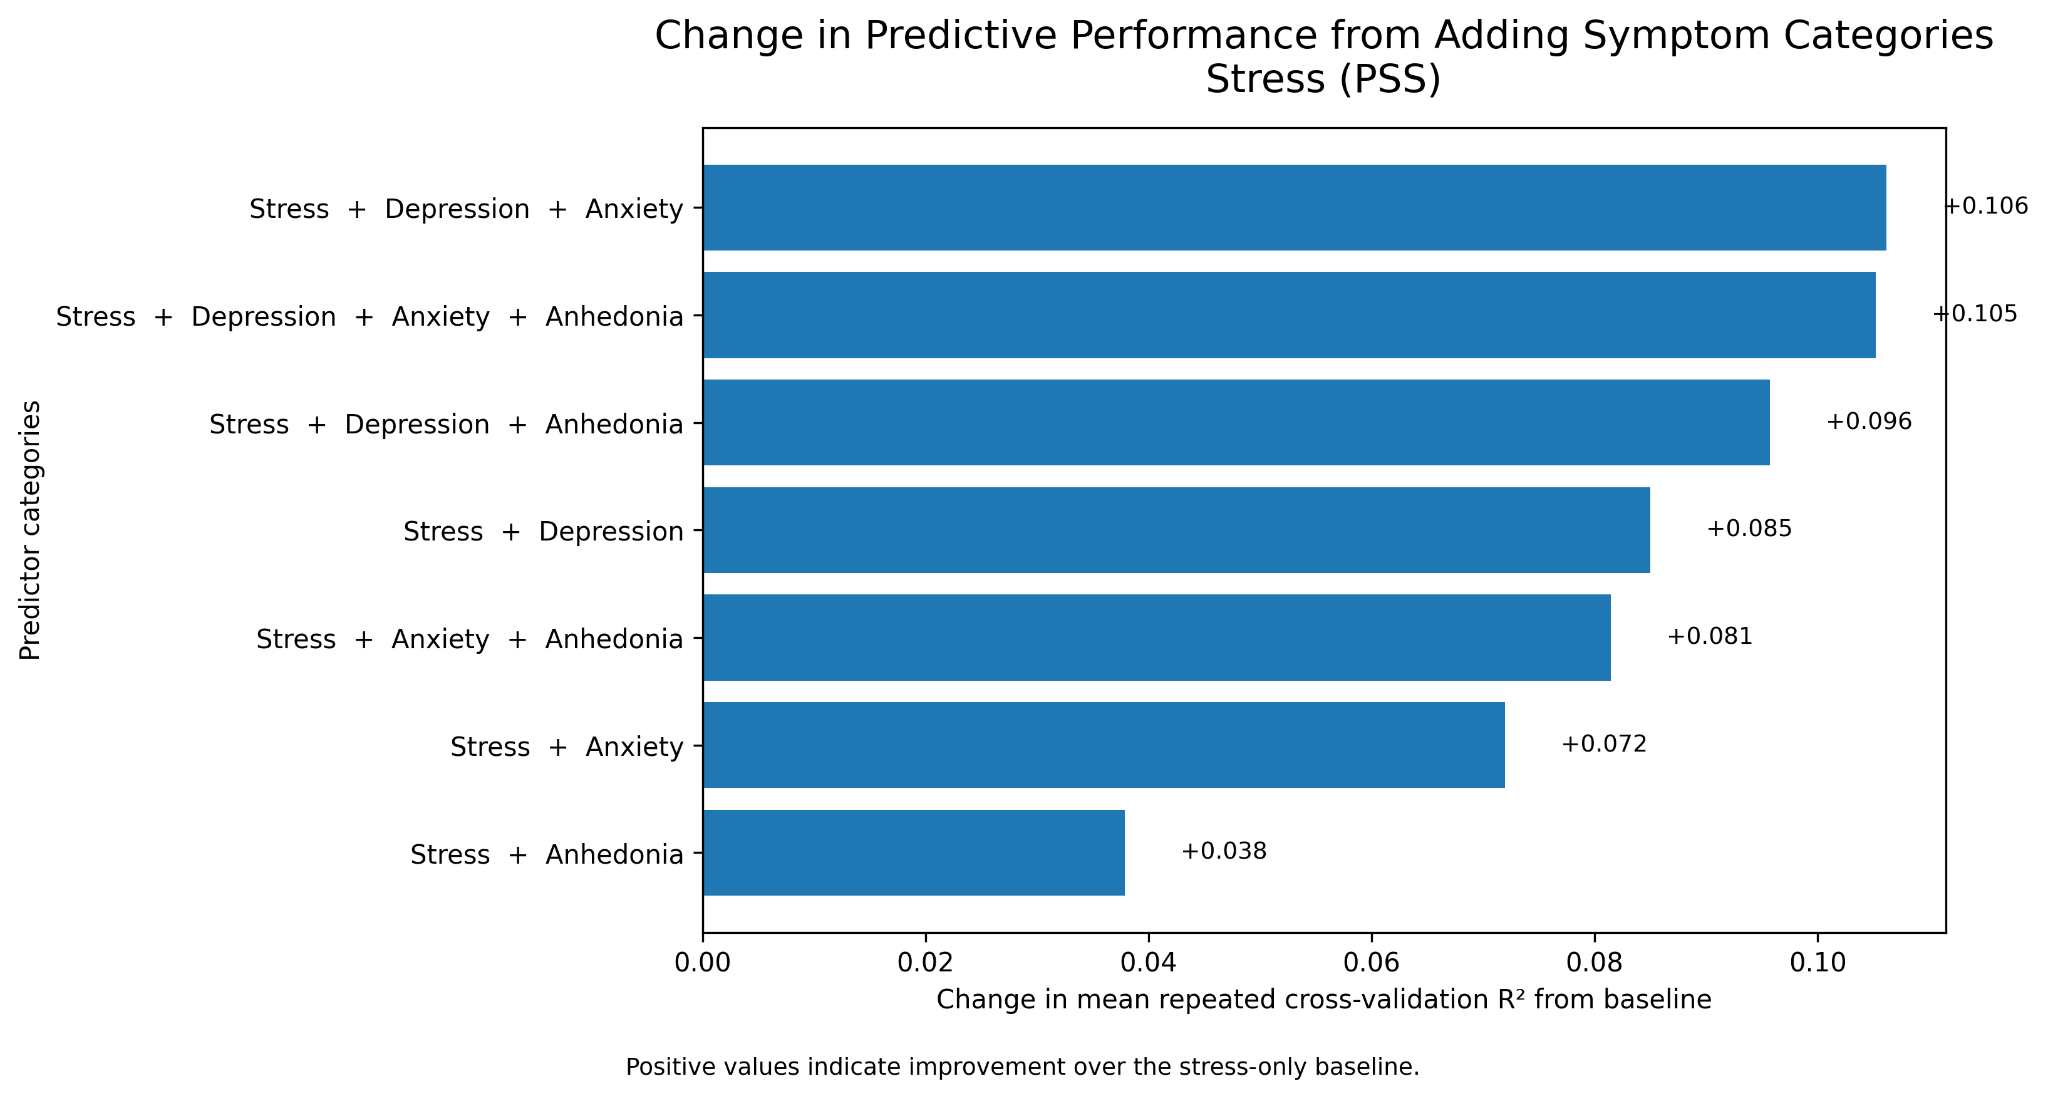 Change in Predictive Performance from Adding Symptom Categories
Stress (PSS)
Predictor categories
Stress + Depression + Anxiety
+0.106
Stress + Depression + Anxiety + Anhedonia
+0.105
Stress + Depression + Anhedonia
+0.096
Stress + Depression
+0.085
Stress + Anxiety + Anhedonia
+0.081
Stress + Anxiety
+0.072
Stress + Anhedonia
+0.038
0.00 0.02 0.04 0.06 0.08 0.10
Change in mean repeated cross-validation R² from baseline
Positive values indicate improvement over the stress-only baseline.